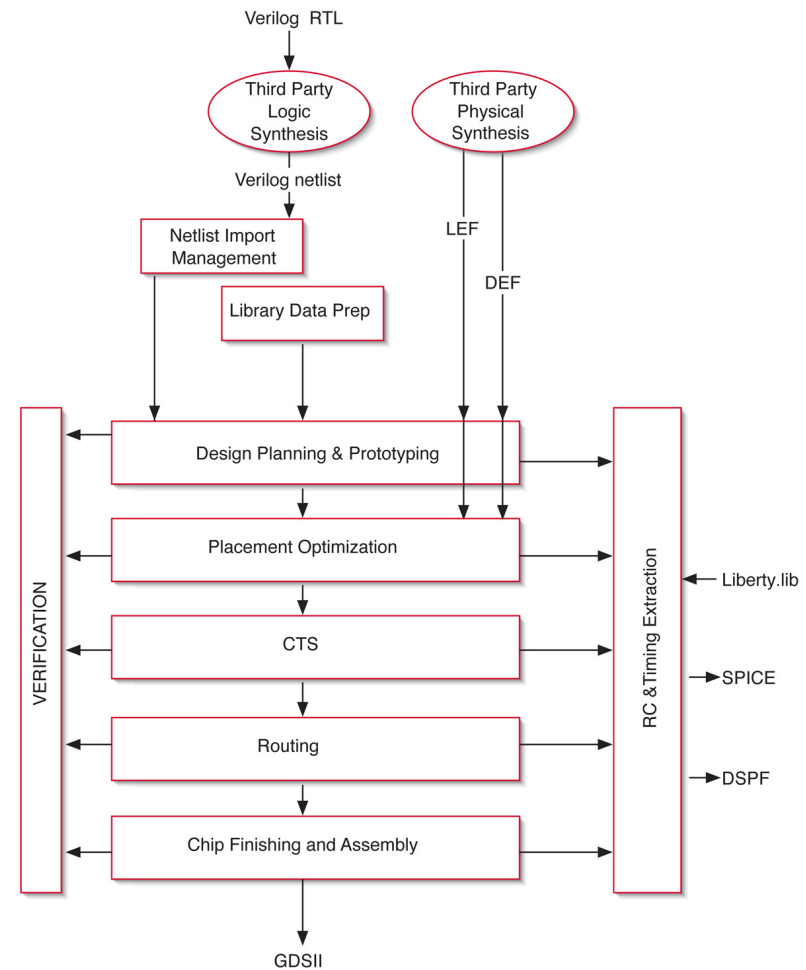 Verilog RTL
Third Party
Logic
Synthesis
Third Party
Physical
Synthesis
Verilog netlist
LEF
Netlist Import
Management
DEF
Library Data Prep
Design Planning & Prototyping
Placement Optimization
CTS
Routing
Chip Finishing and Assembly
VERIFICATION
RC &Timing Extraction
Liberty.lib
SPICE
DSPF
GDSII